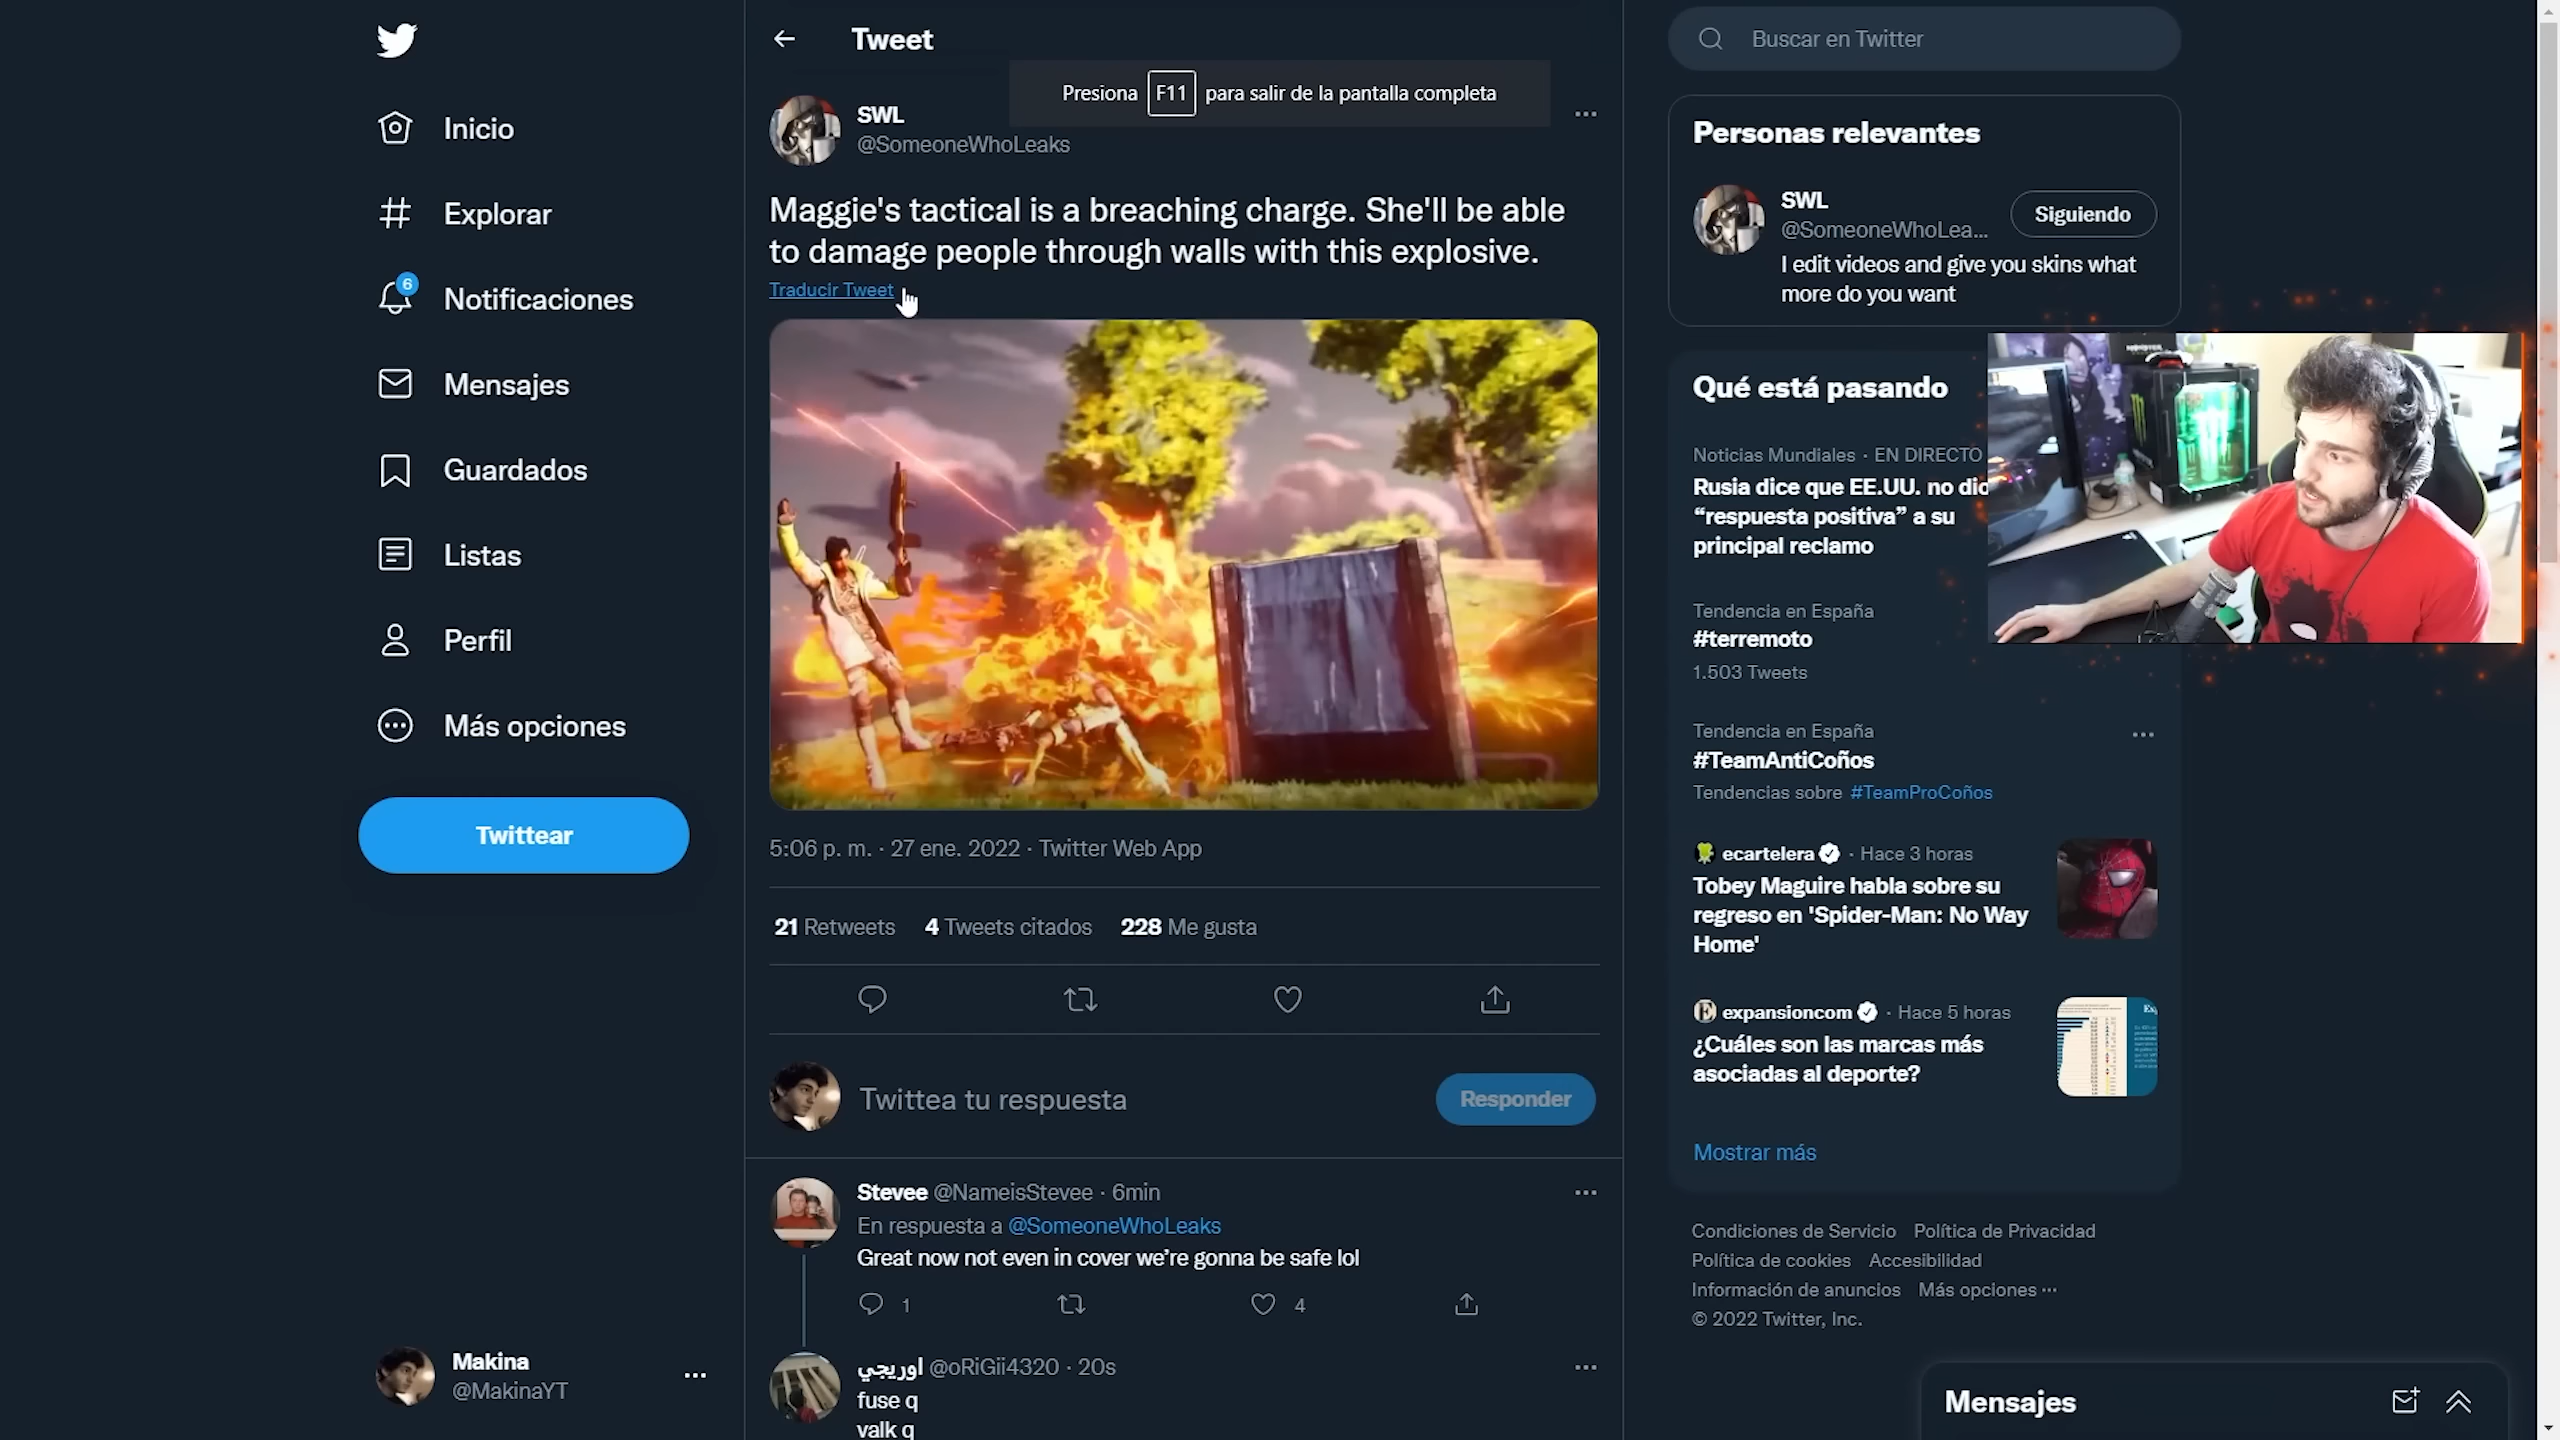 Inicio
Explorar
6
Notificaciones
Mensajes
Guardados
Listas
Perfil
Más opciones
Twittear
Makina
@MakinaYT
Tweet
Presiona F11 para salir de la pantalla completa
SWL
@SomeoneWhoLeaks
Maggie's tactical is a breaching charge. She'll be able
to damage people through walls with this explosive.
Traducir Tweet
5:06 p. m. · 27 ene. 2022 · Twitter Web App
21 Retweets 4 Tweets citados 228 Me gusta
Twittea tu respuesta
Responder
Stevee @NameisStevee · 6min
En respuesta a @SomeoneWhoLeaks
Great now not even in cover we’re gonna be safe lol
1 4
اوريجي @oRiGii4320 · 20s
fuse q
valk q
Buscar en Twitter
Personas relevantes
SWL
@SomeoneWhoLea...
Siguiendo
I edit videos and give you skins what
more do you want
Qué está pasando
Noticias Mundiales · EN DIRECTO
Rusia dice que EE.UU. no dio
“respuesta positiva” a su
principal reclamo
Tendencia en España
#terremoto
1.503 Tweets
Tendencia en España
#TeamAntiCoños
Tendencias sobre #TeamProCoños
ecartelera · Hace 3 horas
Tobey Maguire habla sobre su
regreso en 'Spider-Man: No Way
Home'
expansioncom · Hace 5 horas
¿Cuáles son las marcas más
asociadas al deporte?
Mostrar más
Condiciones de Servicio Política de Privacidad
Política de cookies Accesibilidad
Información de anuncios Más opciones ···
© 2022 Twitter, Inc.
Mensajes